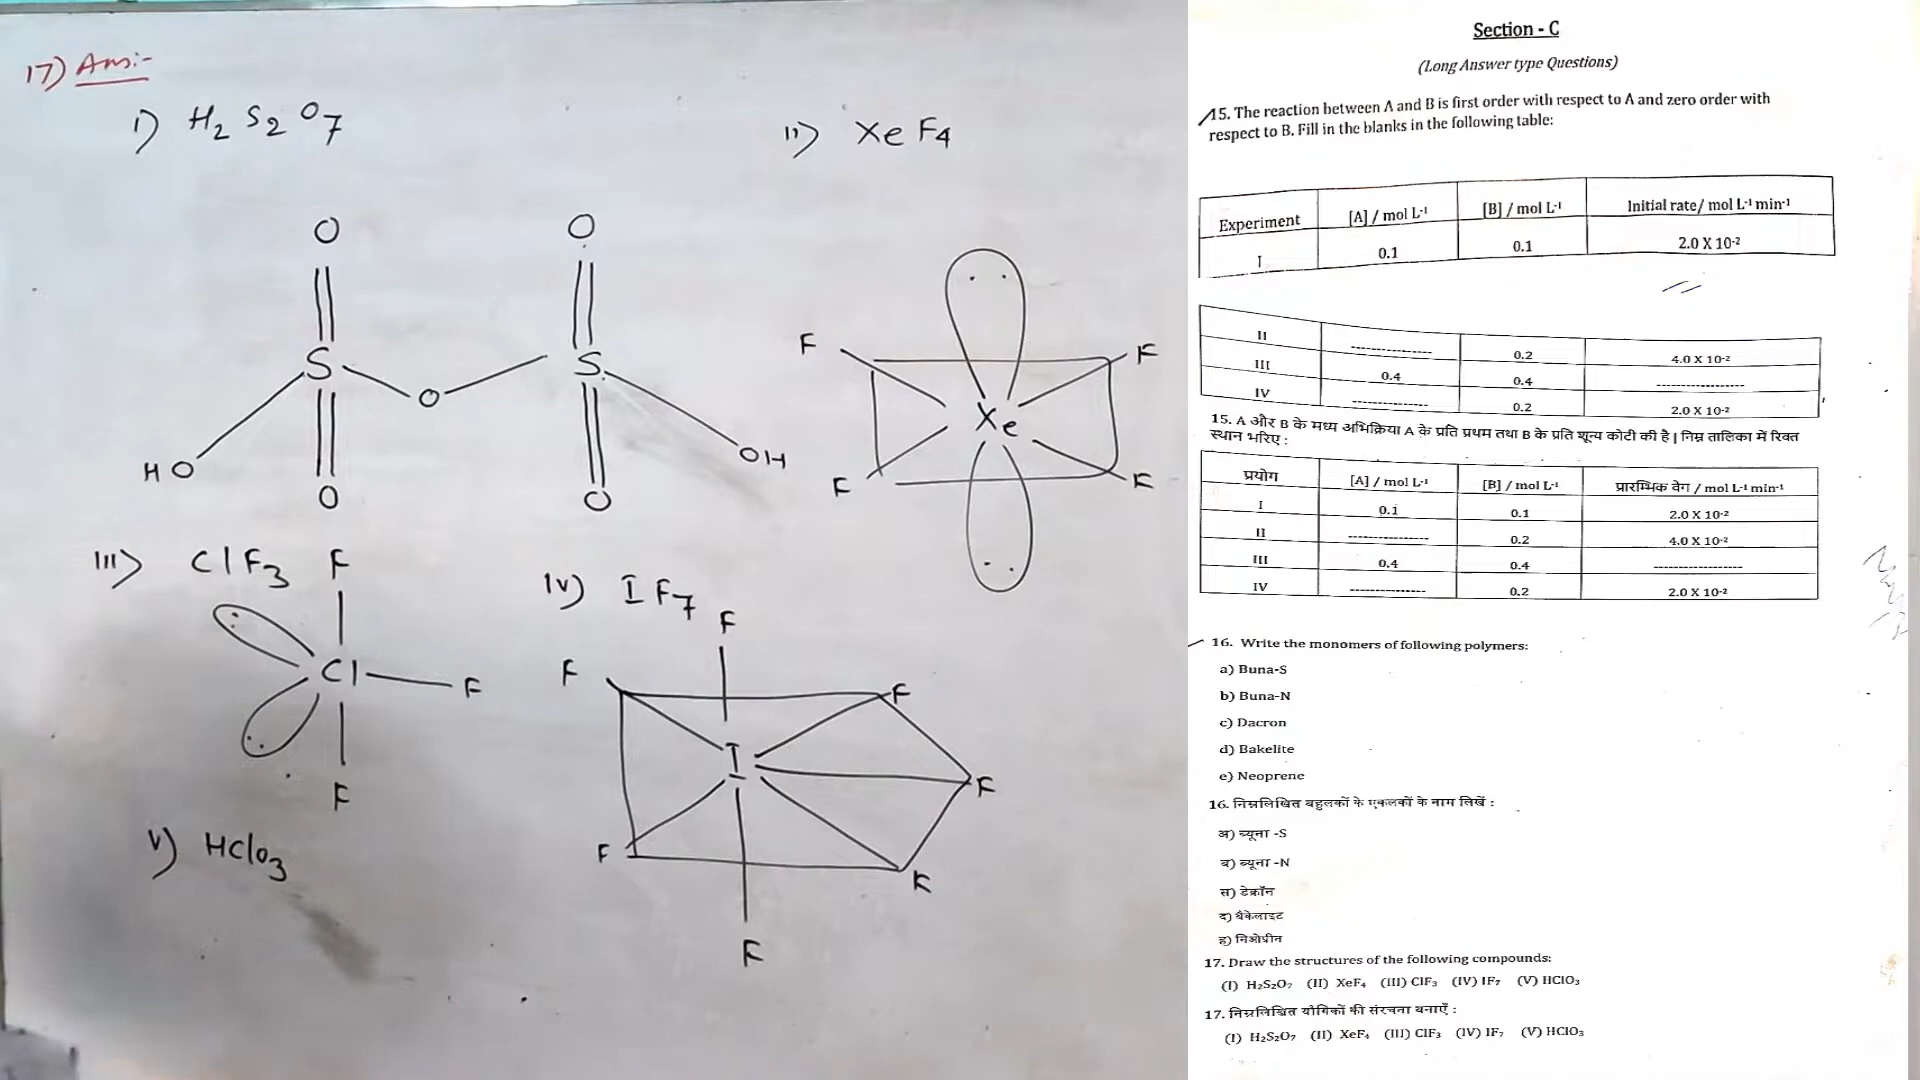 17) Ans:-
I) H2S2O7
II) XeF4
O
O
S
S
O
HO
OH
O
O
F
F
Xe
F
F
III) ClF3
F
Cl
F
F
IV) IF7
F
F
F
I
F
F
F
F
V) HClO3
Section - C
(Long Answer type Questions)
15. The reaction between A and B is first order with respect to A and zero order with
respect to B. Fill in the blanks in the following table:
Experiment [A] / mol L-1 [B] / mol L-1 Initial rate/ mol L-1 min-1
I 0.1 0.1 2.0 X 10-2
II ---------------- 0.2 4.0 X 10-2
III 0.4 0.4 ------------------
IV --------------- 0.2 2.0 X 10-2
15. A और B के मध्य अभिक्रिया A के प्रति प्रथम तथा B के प्रति शून्य कोटी की है | निम्न तालिका में रिक्त
स्थान भरिए :
प्रयोग [A] / mol L-1 [B] / mol L-1 प्रारम्भिक वेग / mol L-1 min-1
I 0.1 0.1 2.0 X 10-2
II ---------------- 0.2 4.0 X 10-2
III 0.4 0.4 ------------------
IV --------------- 0.2 2.0 X 10-2
16. Write the monomers of following polymers:
a) Buna-S
b) Buna-N
c) Dacron
d) Bakelite
e) Neoprene
16. निम्नलिखित बहुलकों के एकलकों के नाम लिखें :
अ) ब्यूना -S
ब) ब्यूना -N
स) डेक्रॉन
द) बैकेलाइट
ह) निओप्रीन
17. Draw the structures of the following compounds:
(I) H2S2O7 (II) XeF4 (III) ClF3 (IV) IF7 (V) HClO3
17. निम्नलिखित यौगिकों की संरचना बनाएँ :
(I) H2S2O7 (II) XeF4 (III) ClF3 (IV) IF7 (V) HClO3